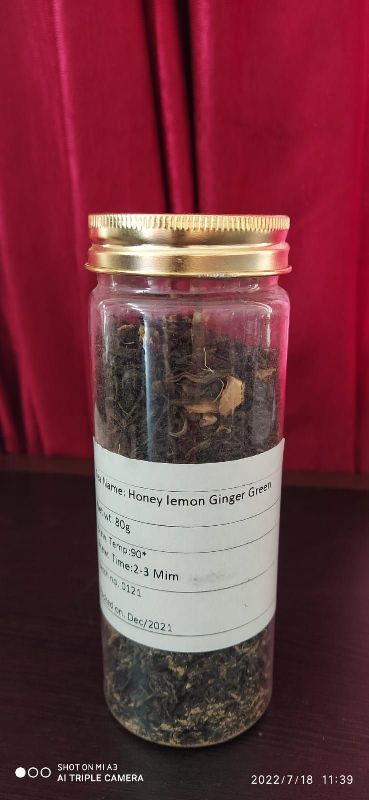 Name: Honey lemon Ginger Green
wt. 80g
Temp:90*
Time:2-3 Mim
no. 0121
on. Dec/2021
SHOT ON MI A3
AI TRIPLE CAMERA
2022/7/18 11:39